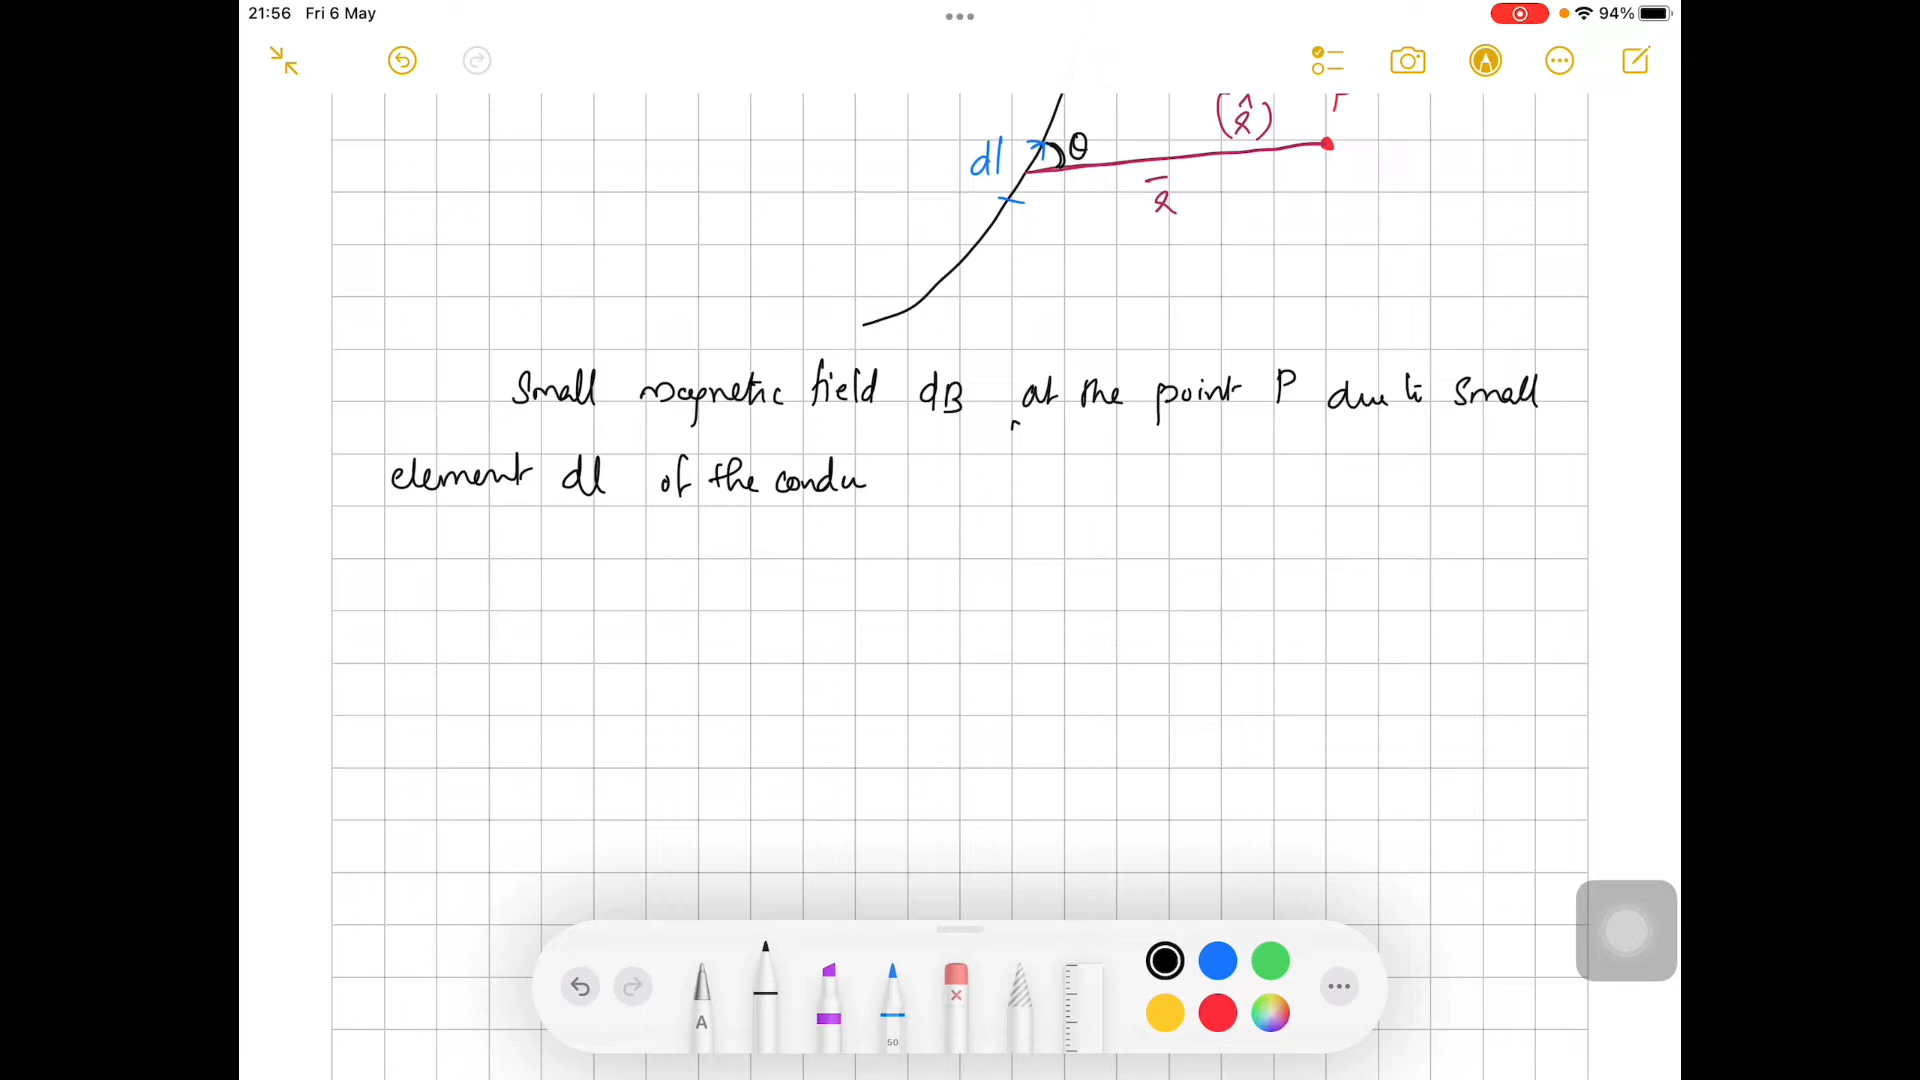 21:56 Fri 6 May
94%
(r̂)
dl θ
r̄
Small magnetic field dB at the point P due to small
element dl of the condu
A
50